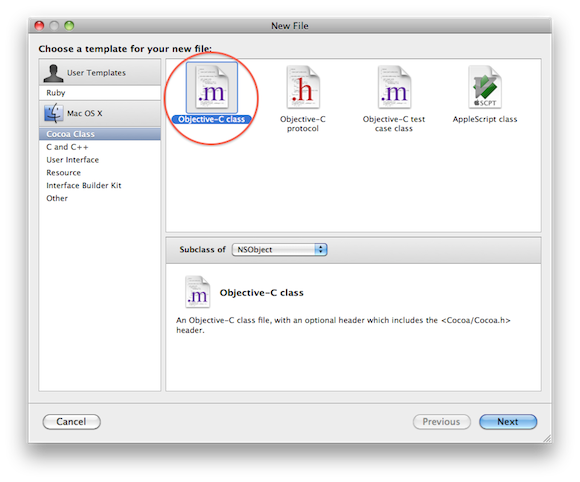 New File
Choose a template for your new file:
User Templates
Ruby
Mac OS X
Cocoa Class
C and C++
User Interface
Resource
Interface Builder Kit
Other
.m
Objective-C class
.h
Objective-C
protocol
.m
Objective-C test
case class
SCPT
AppleScript class
Subclass of NSObject
.m
Objective-C class
An Objective-C class file, with an optional header which includes the <Cocoa/Cocoa.h>
header.
Cancel
Previous
Next